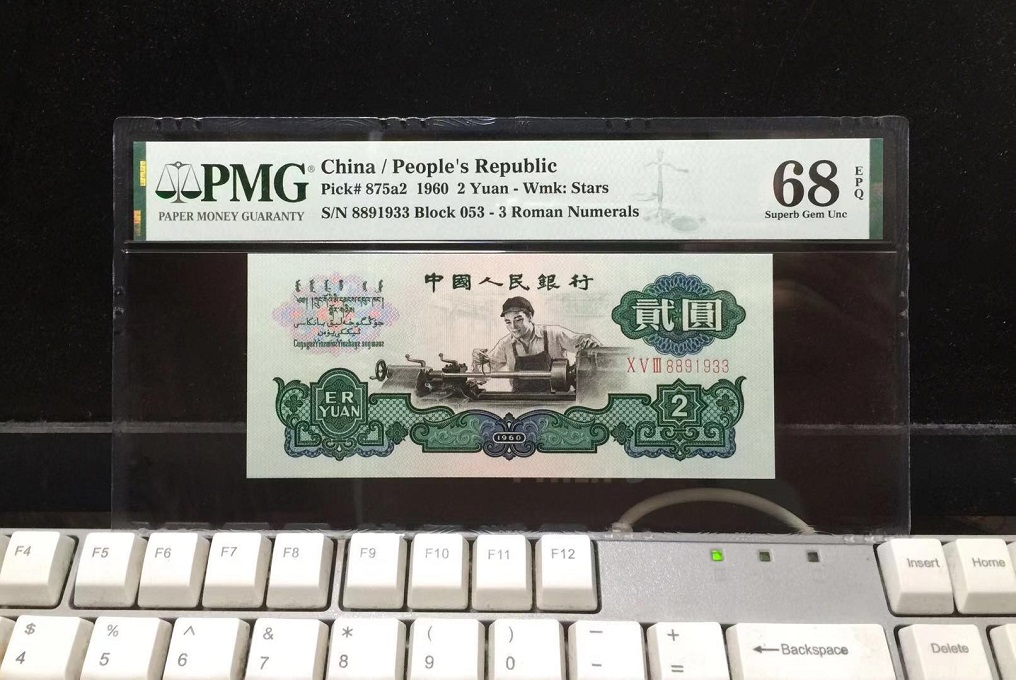 PMG®
PAPER MONEY GUARANTY
China / People's Republic
Pick# 875a2 1960 2 Yuan - Wmk: Stars
S/N 8891933 Block 053 - 3 Roman Numerals
68
EPQ
Superb Gem Unc
中國人民銀行
貳圓
XVIII 8891933
ER
YUAN
1960
2
F4 F5 F6 F7 F8 F9 F10 F11 F12 Insert Home
$ % ^ & * ( ) – + ←Backspace Delete
4 5 6 7 8 9 0 - =